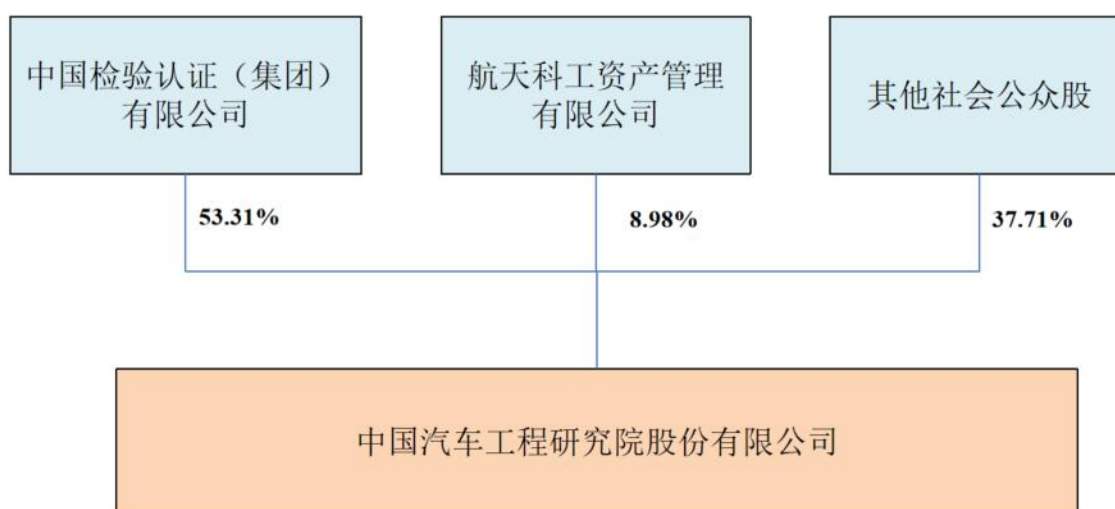 中国检验认证（集团）
有限公司
航天科工资产管理
有限公司
其他社会公众股
53.31%
8.98%
37.71%
中国汽车工程研究院股份有限公司